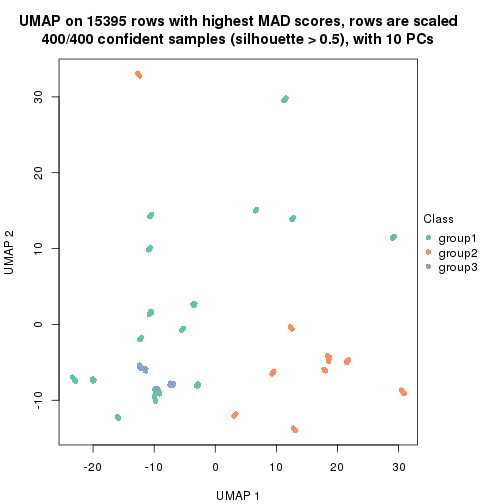 UMAP on 15395 rows with highest MAD scores, rows are scaled
400/400 confident samples (silhouette > 0.5), with 10 PCs
30
20
10
0
-10
UMAP 2
-20
-10
0
10
20
30
UMAP 1
Class
group1
group2
group3